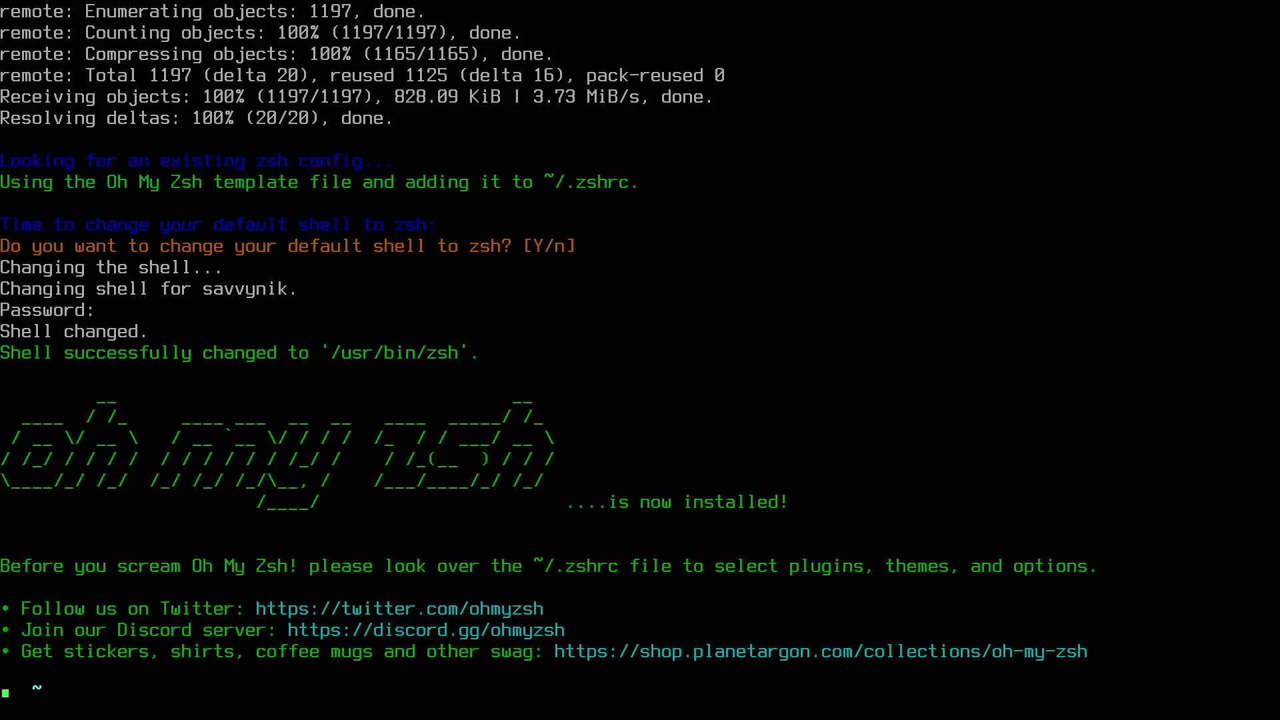 remote: Enumerating objects: 1197, done.
remote: Counting objects: 100% (1197/1197), done.
remote: Compressing objects: 100% (1165/1165), done.
remote: Total 1197 (delta 20), reused 1125 (delta 16), pack-reused 0
Receiving objects: 100% (1197/1197), 828.09 KiB | 3.73 MiB/s, done.
Resolving deltas: 100% (20/20), done.
Looking for an existing zsh config...
Using the Oh My Zsh template file and adding it to ~/.zshrc.
Time to change your default shell to zsh:
Do you want to change your default shell to zsh? [Y/n]
Changing the shell...
Changing shell for savvynik.
Password:
Shell changed.
Shell successfully changed to '/usr/bin/zsh'.
oh my zsh
....is now installed!
Before you scream Oh My Zsh! please look over the ~/.zshrc file to select plugins, themes, and options.
• Follow us on Twitter: https://twitter.com/ohmyzsh
• Join our Discord server: https://discord.gg/ohmyzsh
• Get stickers, shirts, coffee mugs and other swag: https://shop.planetargon.com/collections/oh-my-zsh
~